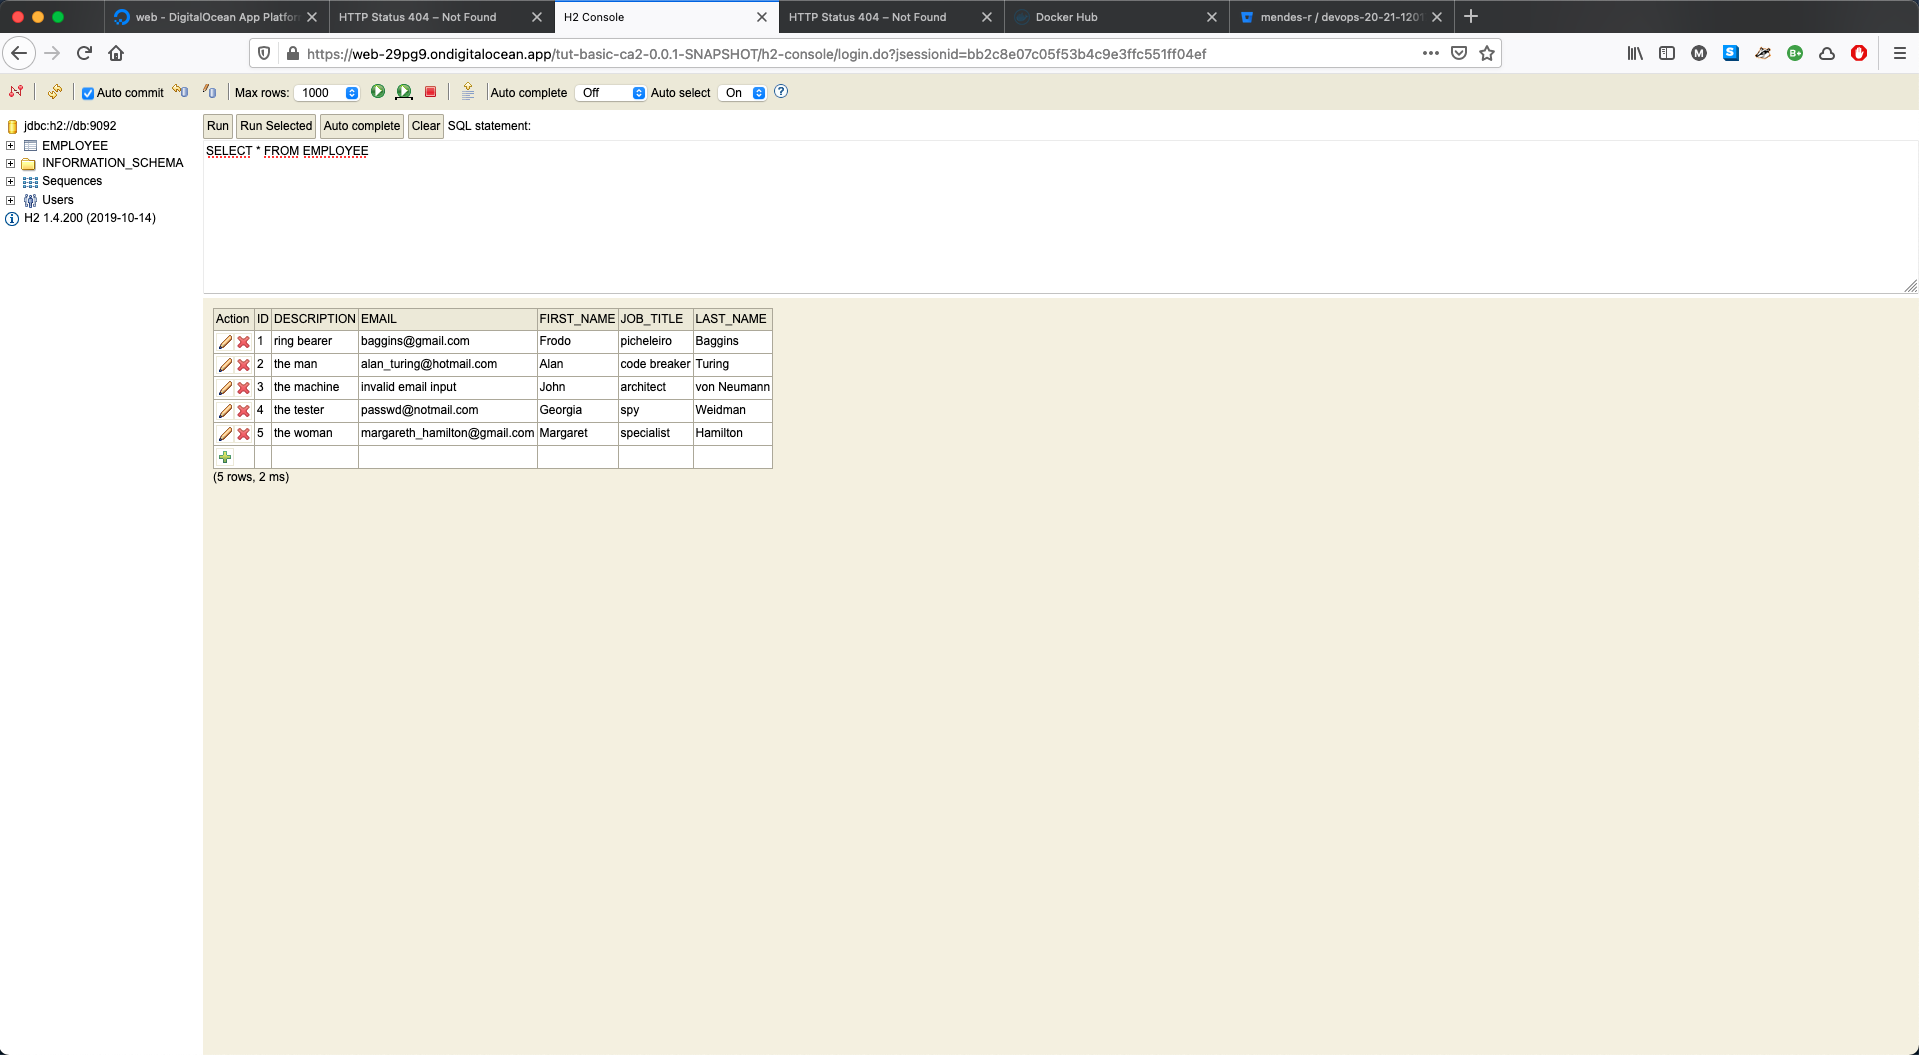 web - DigitalOcean App Platfor
HTTP Status 404 – Not Found
H2 Console
HTTP Status 404 – Not Found
Docker Hub
mendes-r / devops-20-21-1201
https://web-29pg9.ondigitalocean.app/tut-basic-ca2-0.0.1-SNAPSHOT/h2-console/login.do?jsessionid=bb2c8e07c05f53b4c9e3ffc551ff04ef
M S B+
Auto commit Max rows: 1000 Auto complete Off Auto select On ?
jdbc:h2://db:9092
EMPLOYEE
INFORMATION_SCHEMA
Sequences
Users
H2 1.4.200 (2019-10-14)
Run Run Selected Auto complete Clear SQL statement:
SELECT * FROM EMPLOYEE
Action ID DESCRIPTION EMAIL FIRST_NAME JOB_TITLE LAST_NAME
1 ring bearer baggins@gmail.com Frodo picheleiro Baggins
2 the man alan_turing@hotmail.com Alan code breaker Turing
3 the machine invalid email input John architect von Neumann
4 the tester passwd@notmail.com Georgia spy Weidman
5 the woman margareth_hamilton@gmail.com Margaret specialist Hamilton
(5 rows, 2 ms)